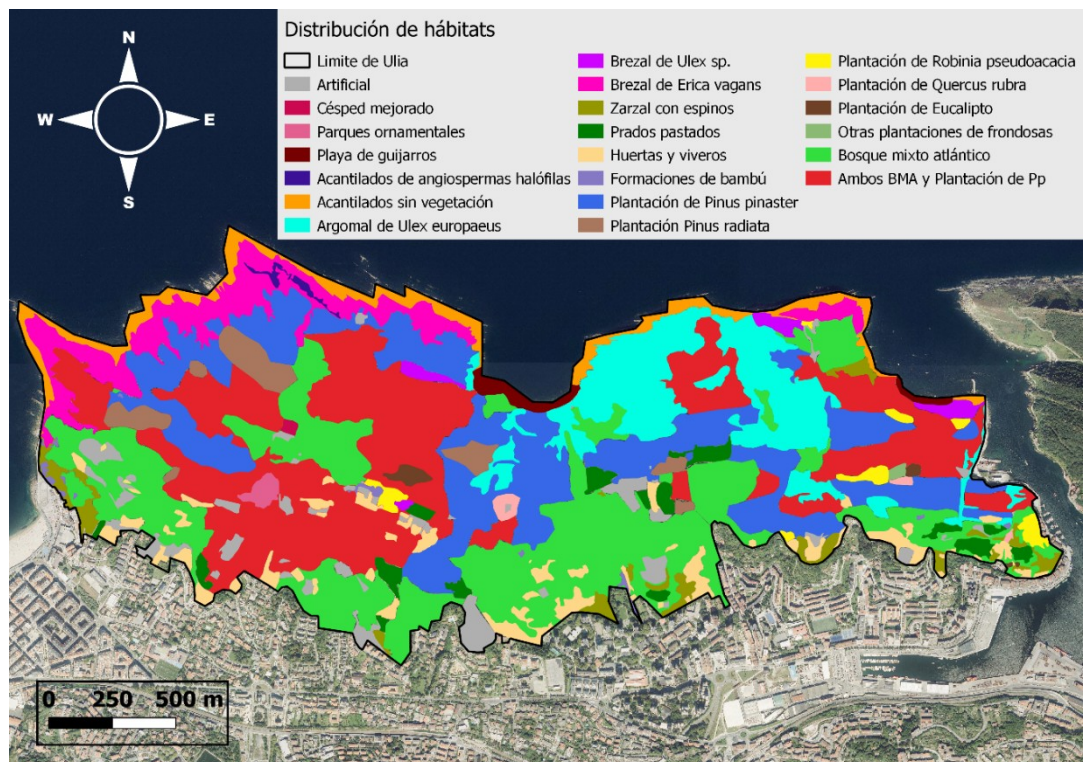 Distribución de hábitats
N
W
E
S
Limite de Ulia
Artificial
Césped mejorado
Parques ornamentales
Playa de guijarros
Acantilados de angiospermas halófilas
Acantilados sin vegetación
Argomal de Ulex europaeus
Brezal de Ulex sp.
Brezal de Erica vagans
Zarzal con espinos
Prados pastados
Huertas y viveros
Formaciones de bambú
Plantación de Pinus pinaster
Plantación Pinus radiata
Plantación de Robinia pseudoacacia
Plantación de Quercus rubra
Plantación de Eucalipto
Otras plantaciones de frondosas
Bosque mixto atlántico
Ambos BMA y Plantación de Pp
0 250 500 m